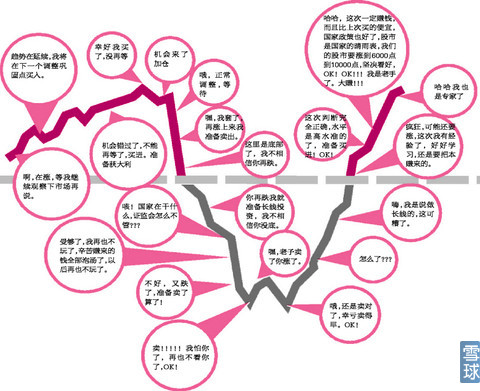 趋势在延续,我将
在下一个调整巩
固点买入。
幸好我买
了,没再等
机会来了
加仓
哦,正常
调整,等
待
哈哈,这次一定赚钱,
而且比上次买的便宜,
国家政策也好了,股市
是国家的晴雨表,我们
的股市要涨到6000点
到10000点,坚决看好,
OK!OK!!!我是老手
了。大赚!!!
哈哈我也
是专家了
啊,在涨,等我继
续观察下市场再
说。
机会错过了,不能
再等了,买进。准
备获大利
嘿,我套了
再涨上来我
准备卖出。
这里是底部
了,我不相
信你再跌。
这次判断完
全正确,水平
是高水准的
了,准备买
进!OK!
疯狂,可能还要
涨,这次我有经
验了,好好学
习,还是要把本
赚来的。
哦!国家在干什
么,证监会怎么不
管???
你再跌我就
准备长线投
资。我不相
信你没底。
嗨,我是说做
长线的,这可
糟了。
受够了,我再也不
玩了,辛苦赚来的
钱全部泡汤了,以
后再也不玩了。
嘿,老子卖
了你涨了。
怎么了???
不好,又跌
了,准备卖了
算了!
哦,还是卖对
了,幸亏卖得
早。OK!
卖!!!!!我怕你
了,再也不看你
了,OK!
雪球